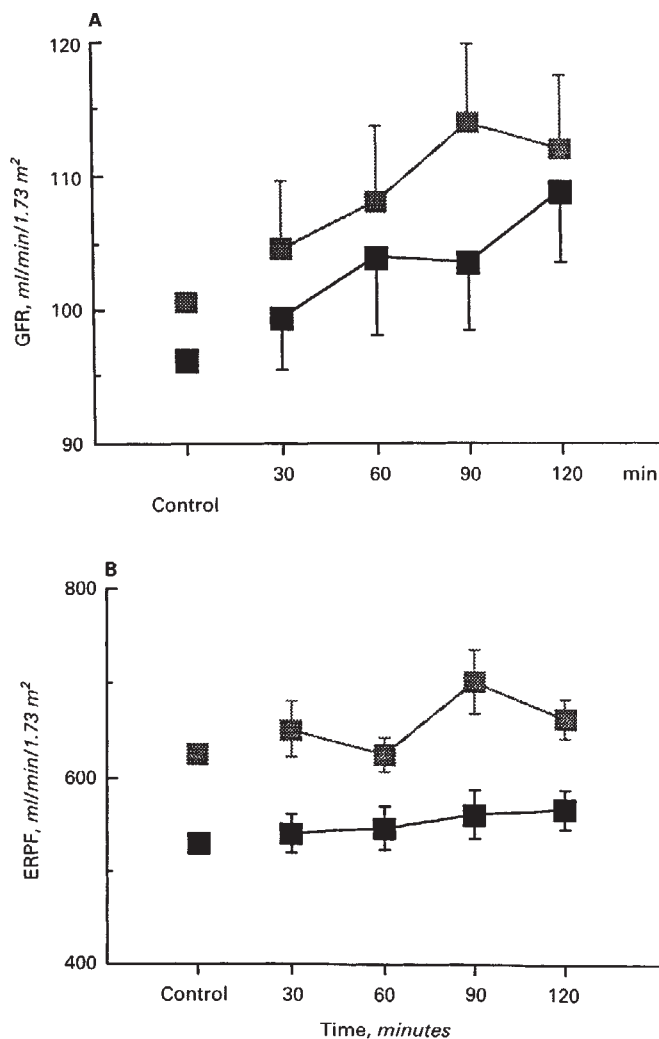 A
120
110
100
90
GFR, ml/min/1.73 m²
30 60 90 120 min
Control
B
800
600
400
ERPF, ml/min/1.73 m²
Control 30 60 90 120
Time, minutes